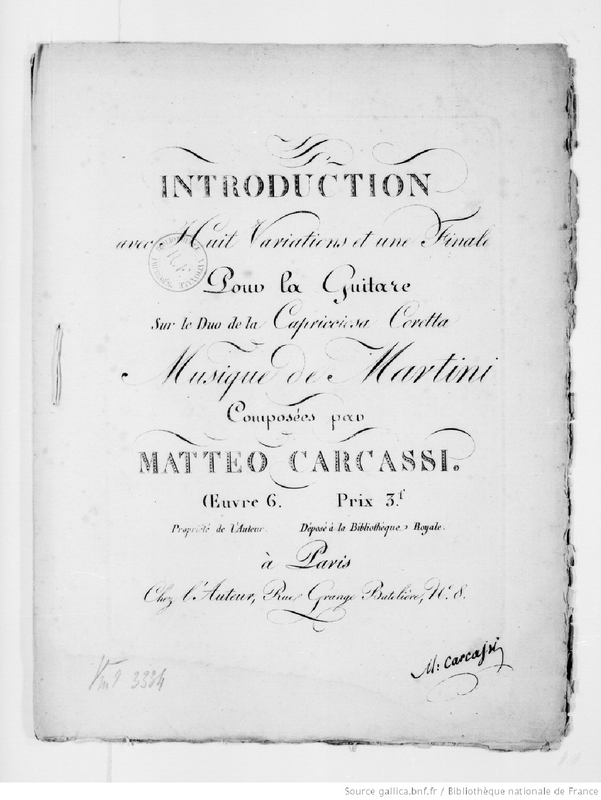 INTRODUCTION
avec Huit Variations et une Finale
Pour la Guitare
Sur le Duo de la Capricciosa Coretta
Musique de Martini
Composées par
MATTEO CARCASSI.
Œuvre 6. Prix 3.f
Propriété de l'Auteur. Déposé à la Bibliothèque Royale.
à Paris
Chez l'Auteur, Rue Grange Batelière, N.º 8.
M: Carcassi
Vm9 3334
Source gallica.bnf.fr / Bibliothèque nationale de France